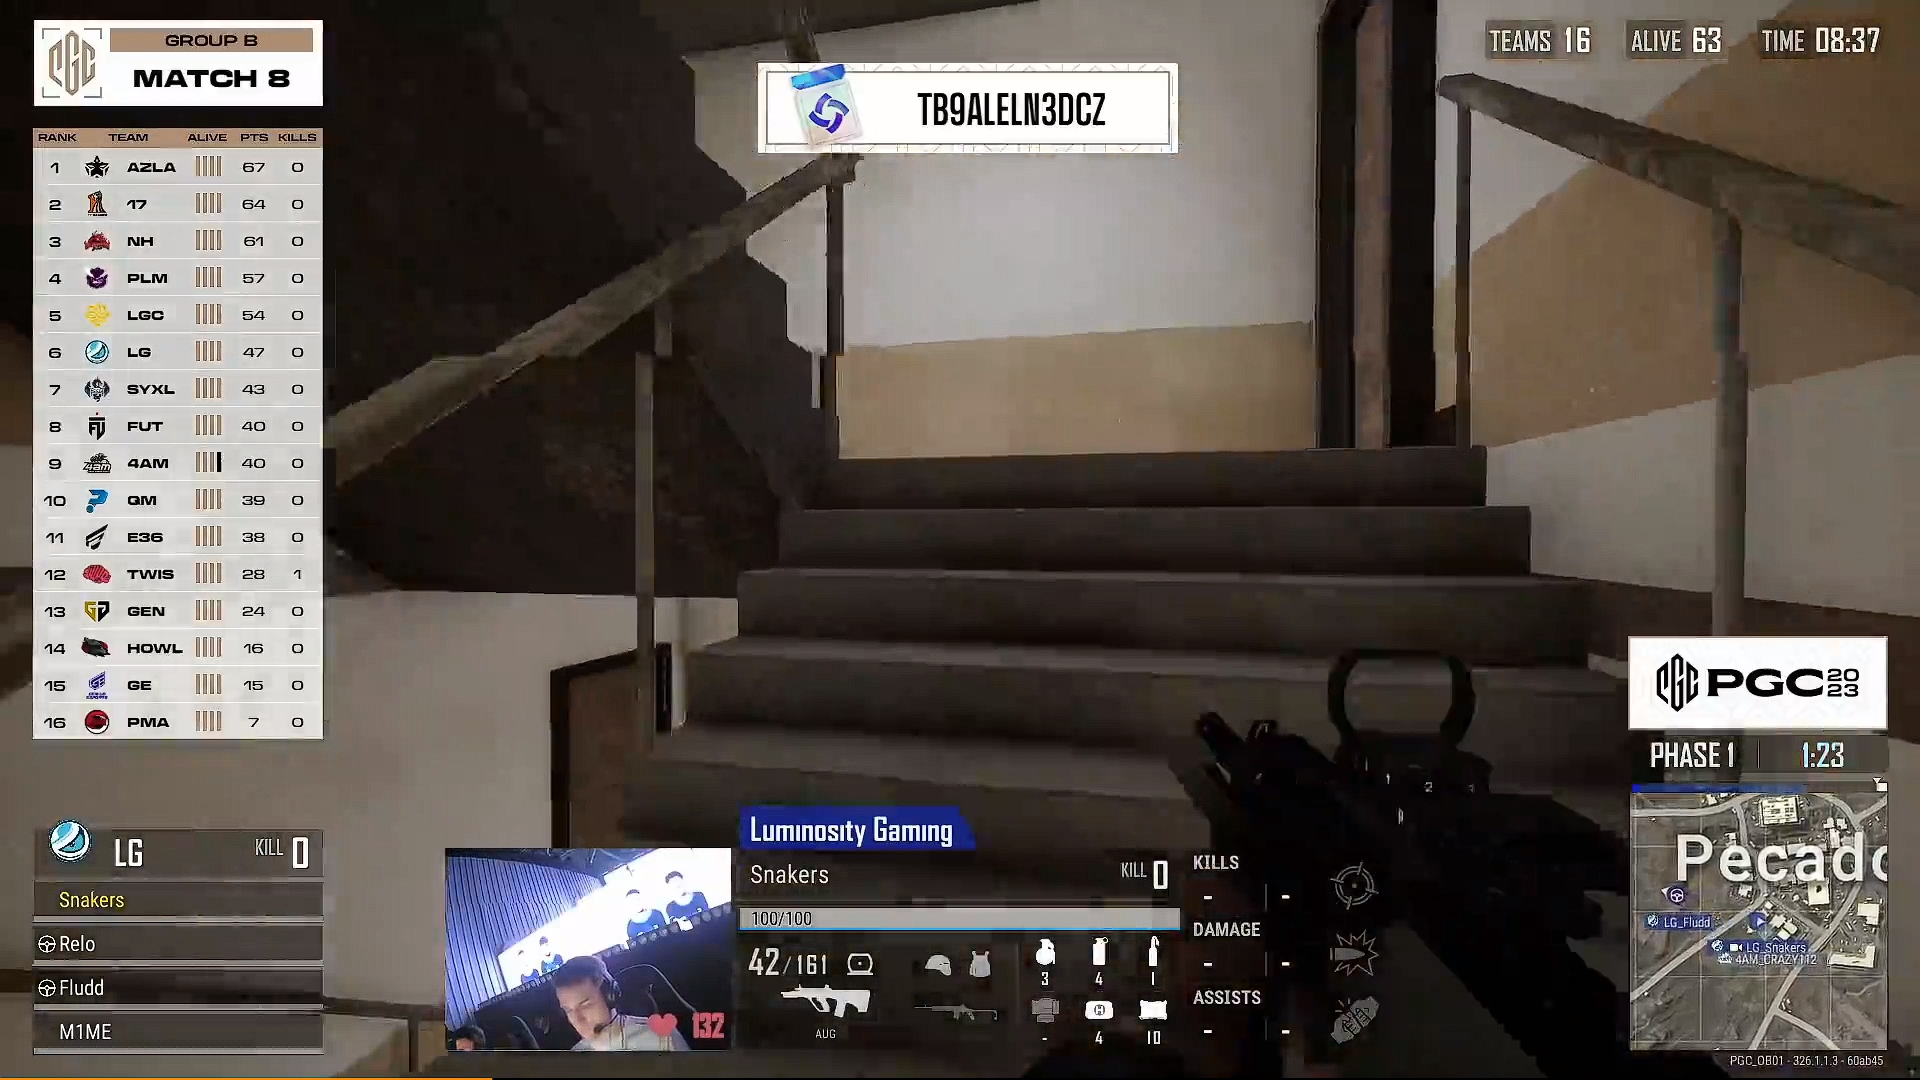 GROUP B
MATCH 8
TEAMS 16
ALIVE 63
TIME 08:37
TB9ALELN3DCZ
RANK TEAM ALIVE PTS KILLS
1 AZLA 67 0
2 17 64 0
3 NH 61 0
4 PLM 57 0
5 LGC 54 0
6 LG 47 0
7 SYXL 43 0
8 FUT 40 0
9 4AM 40 0
10 QM 39 0
11 E36 38 0
12 TWIS 28 1
13 GEN 24 0
14 HOWL 16 0
15 GE 15 0
16 PMA 7 0
PGC 2023
PHASE 1 1:23
Pecado
LG_Fludd
LG_Snakers
4AM_CRAZY112
LG KILL 0
Snakers
Relo
Fludd
M1ME
132
Luminosity Gaming
Snakers KILL 0
100/100
42/161
AUG
3 4 1
- 4 10
KILLS
- -
DAMAGE
- -
ASSISTS
- -
PGC_OB01 - 326.1.1.3 - 60ab45